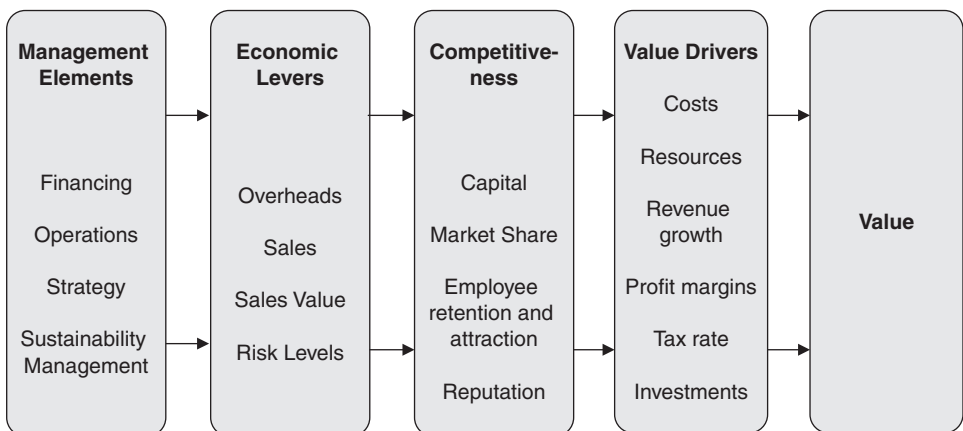 Management
Elements
Financing
Operations
Strategy
Sustainability
Management
Economic
Levers
Overheads
Sales
Sales Value
Risk Levels
Competitive-
ness
Capital
Market Share
Employee
retention and
attraction
Reputation
Value Drivers
Costs
Resources
Revenue
growth
Profit margins
Tax rate
Investments
Value